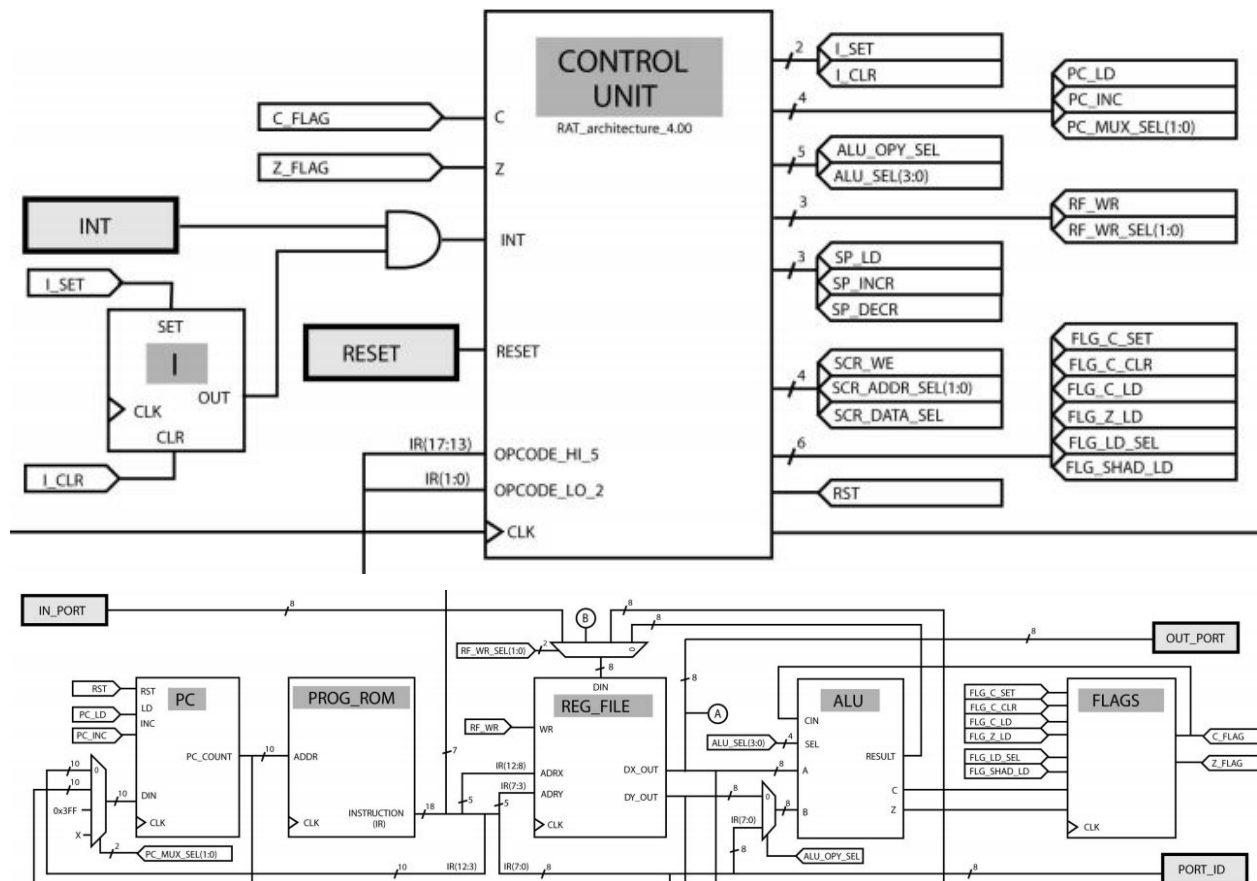 CONTROL
UNIT
RAT_architecture_4.00
C_FLAG
C
Z_FLAG
Z
INT
INT
I_SET
SET
I
OUT
CLK
CLR
I_CLR
RESET
RESET
IR(17:13)
OPCODE_HI_5
IR(1:0)
OPCODE_LO_2
CLK
2
I_SET
I_CLR
4
PC_LD
PC_INC
PC_MUX_SEL(1:0)
5
ALU_OPY_SEL
ALU_SEL(3:0)
3
RF_WR
RF_WR_SEL(1:0)
3
SP_LD
SP_INCR
SP_DECR
4
SCR_WE
SCR_ADDR_SEL(1:0)
SCR_DATA_SEL
6
FLG_C_SET
FLG_C_CLR
FLG_C_LD
FLG_Z_LD
FLG_LD_SEL
FLG_SHAD_LD
RST
IN_PORT
8
B
8
8
8
OUT_PORT
RF_WR_SEL(1:0)
2
0
8
RST
PC_LD
PC_INC
RST
LD
INC
PC
PC_COUNT
DIN
CLK
10
10
0
0x3FF
X
10
2
PC_MUX_SEL(1:0)
10
PROG_ROM
ADDR
INSTRUCTION
(IR)
CLK
18
7
IR(12:8)
5
IR(7:3)
5
RF_WR
DIN
REG_FILE
WR
ADRX
ADRY
DX_OUT
DY_OUT
CLK
8
A
ALU_SEL(3:0)
4
8
8
0
8
IR(7:0)
8
ALU_OPY_SEL
ALU
CIN
SEL
A
B
RESULT
C
Z
FLG_C_SET
FLG_C_CLR
FLG_C_LD
FLG_Z_LD
FLG_LD_SEL
FLG_SHAD_LD
FLAGS
CLK
C_FLAG
Z_FLAG
10
IR(12:3)
IR(7:0)
8
8
PORT_ID